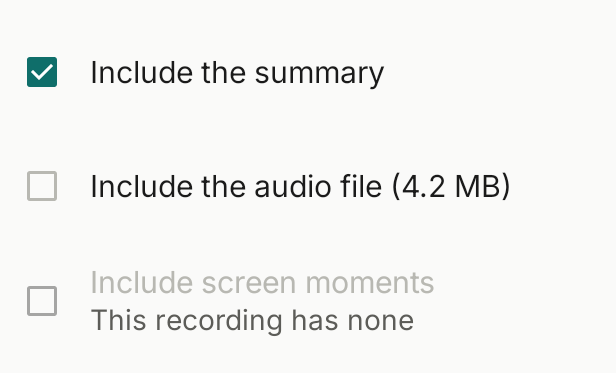 Include the summary
Include the audio file (4.2 MB)
Include screen moments
This recording has none